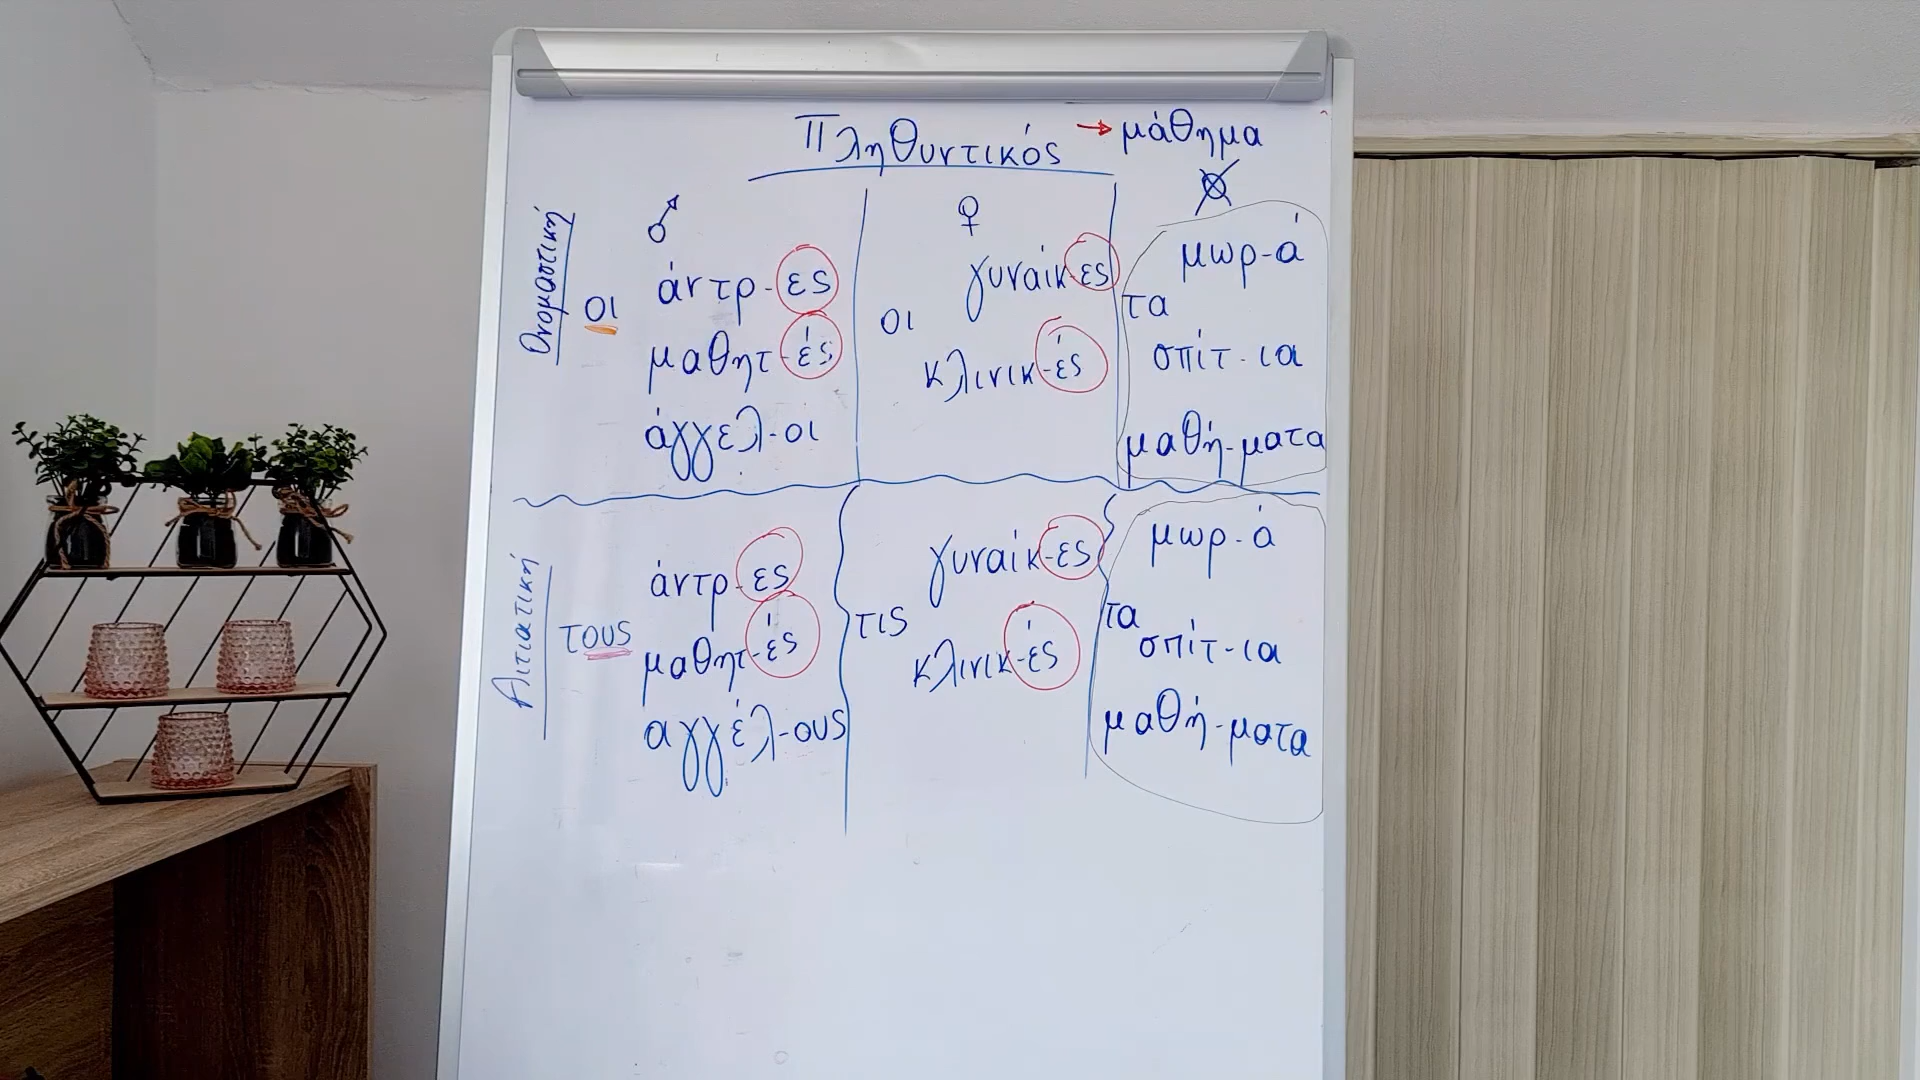 Πληθυντικός → μάθημα
Ονομαστική
οι
άντρ-ες
μαθητ-ές
άγγελ-οι
οι
γυναίκ-ες
κλινικ-ές
τα
μωρ-ά
σπίτ-ια
μαθή-ματα
Αιτιατική
τους
άντρ-ες
μαθητ-ές
αγγέλ-ους
τις
γυναίκ-ες
κλινικ-ές
τα
μωρ-ά
σπίτ-ια
μαθή-ματα